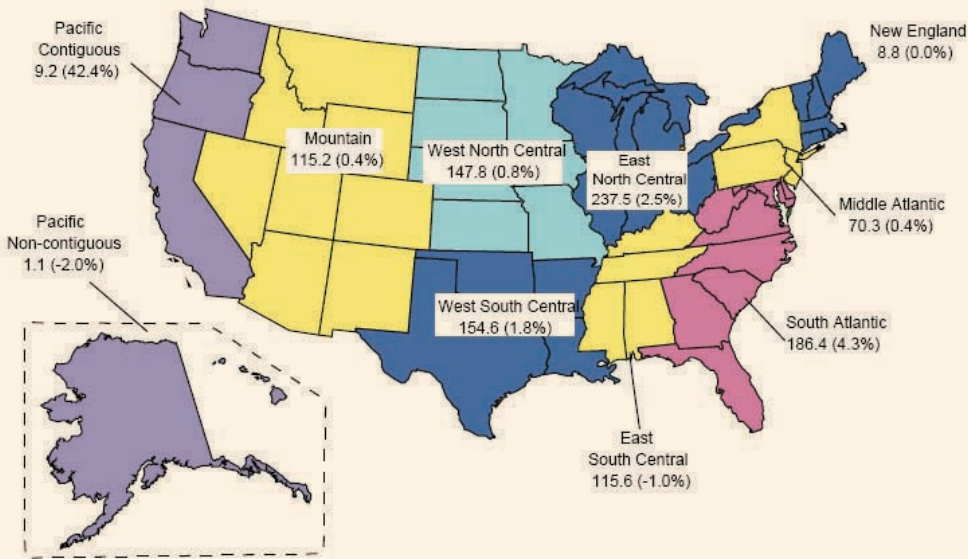 Pacific
Contiguous
9.2 (42.4%)
New England
8.8 (0.0%)
Mountain
115.2 (0.4%)
West North Central
147.8 (0.8%)
East
North Central
237.5 (2.5%)
Middle Atlantic
70.3 (0.4%)
Pacific
Non-contiguous
1.1 (-2.0%)
West South Central
154.6 (1.8%)
South Atlantic
186.4 (4.3%)
East
South Central
115.6 (-1.0%)